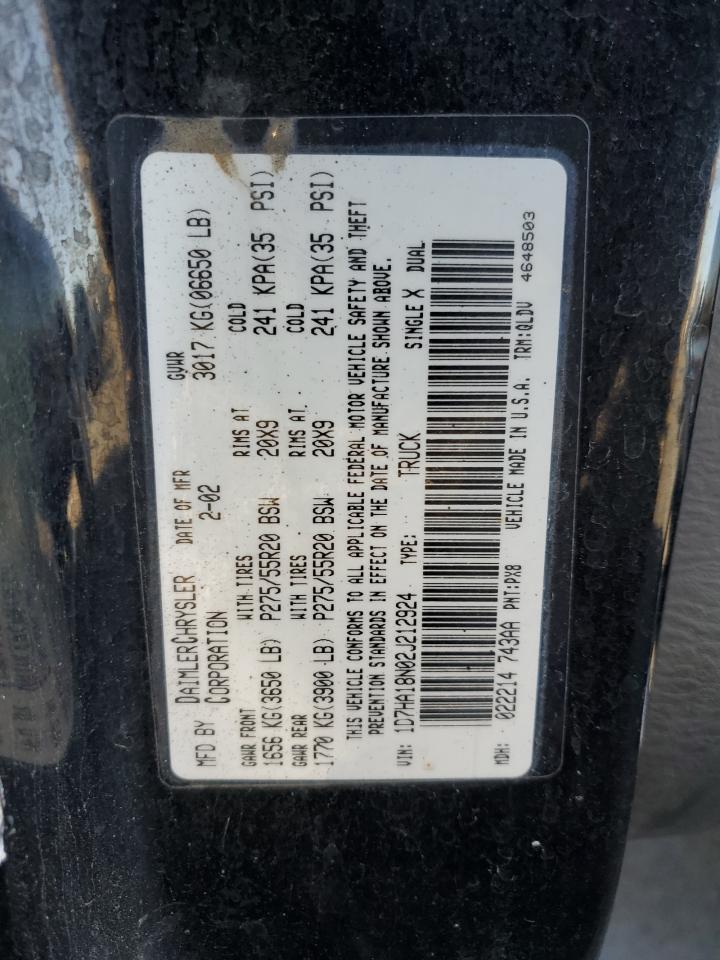 MFD BY DAIMLERCHRYSLER CORPORATION DATE OF MFR 2-02 GVWR 3017 KG(06650 LB)
GAWR FRONT WITH TIRES RIMS AT COLD
1656 KG(3650 LB) P275/55R20 BSW 20X9 241 KPA(35 PSI)
GAWR REAR WITH TIRES RIMS AT COLD
1770 KG(3900 LB) P275/55R20 BSW 20X9 241 KPA(35 PSI)
THIS VEHICLE CONFORMS TO ALL APPLICABLE FEDERAL MOTOR VEHICLE SAFETY AND THEFT
PREVENTION STANDARDS IN EFFECT ON THE DATE OF MANUFACTURE SHOWN ABOVE.
VIN: 1D7HA18N02J212924 TYPE: TRUCK SINGLE X DUAL
MDH: 022214 743AA PNT:PX8 VEHICLE MADE IN U.S.A. TRM:QLDV 4648503